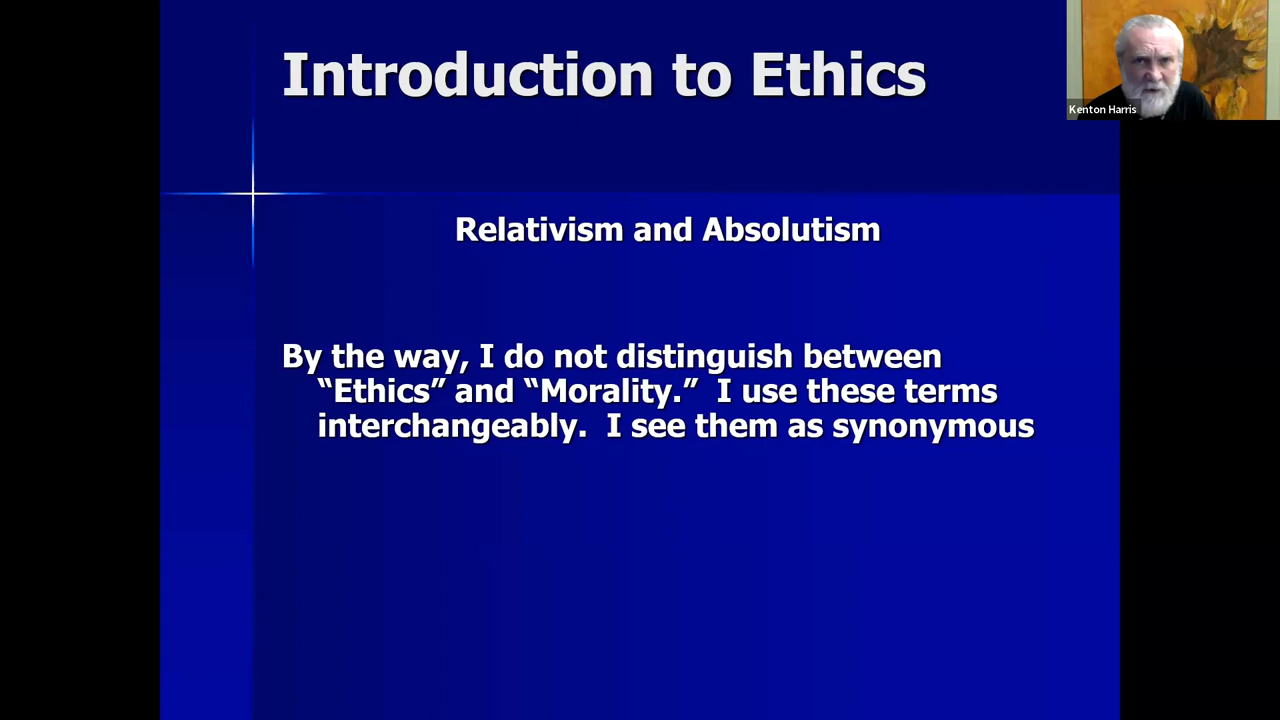 Introduction to Ethics
Kenton Harris
Relativism and Absolutism
By the way, I do not distinguish between
“Ethics” and “Morality.”  I use these terms
interchangeably.  I see them as synonymous